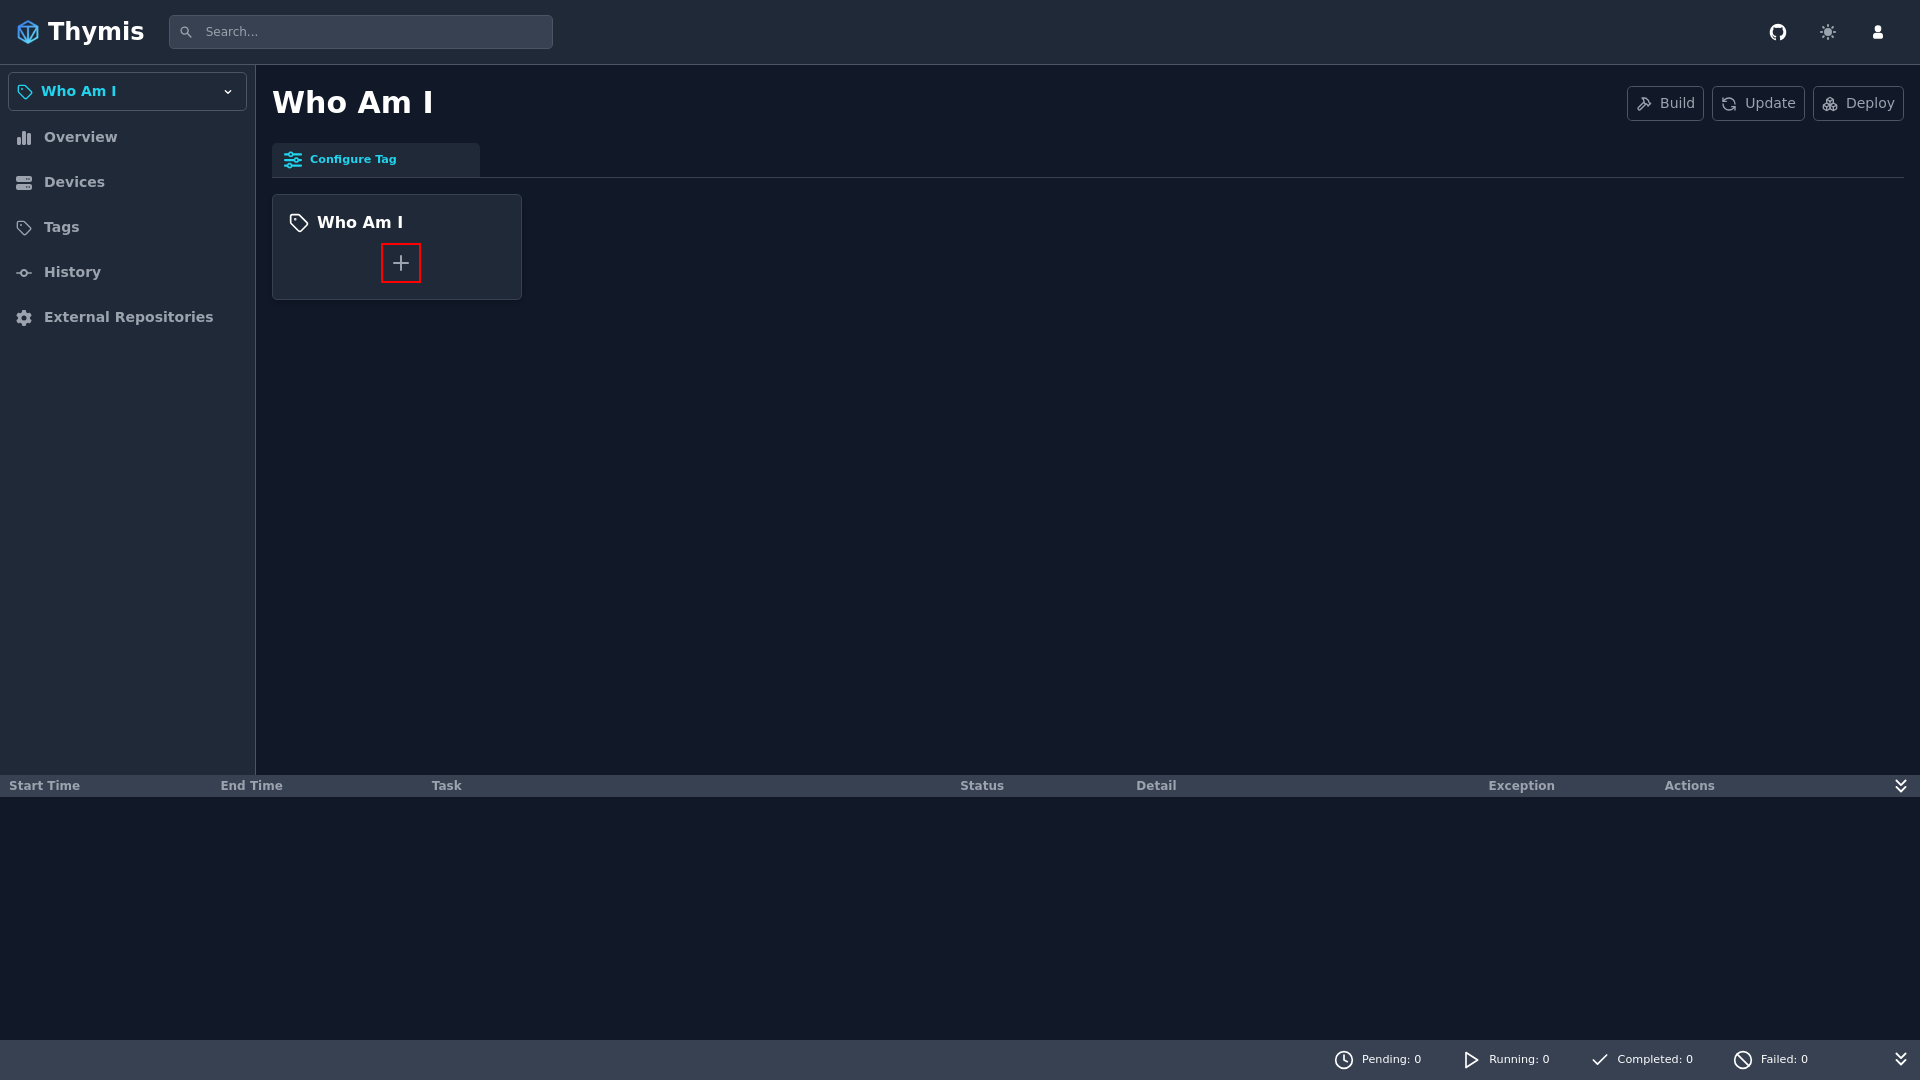 Thymis
Search...
Who Am I
Overview
Devices
Tags
History
External Repositories
Who Am I
Build
Update
Deploy
Configure Tag
Who Am I
Start Time
End Time
Task
Status
Detail
Exception
Actions
Pending: 0
Running: 0
Completed: 0
Failed: 0